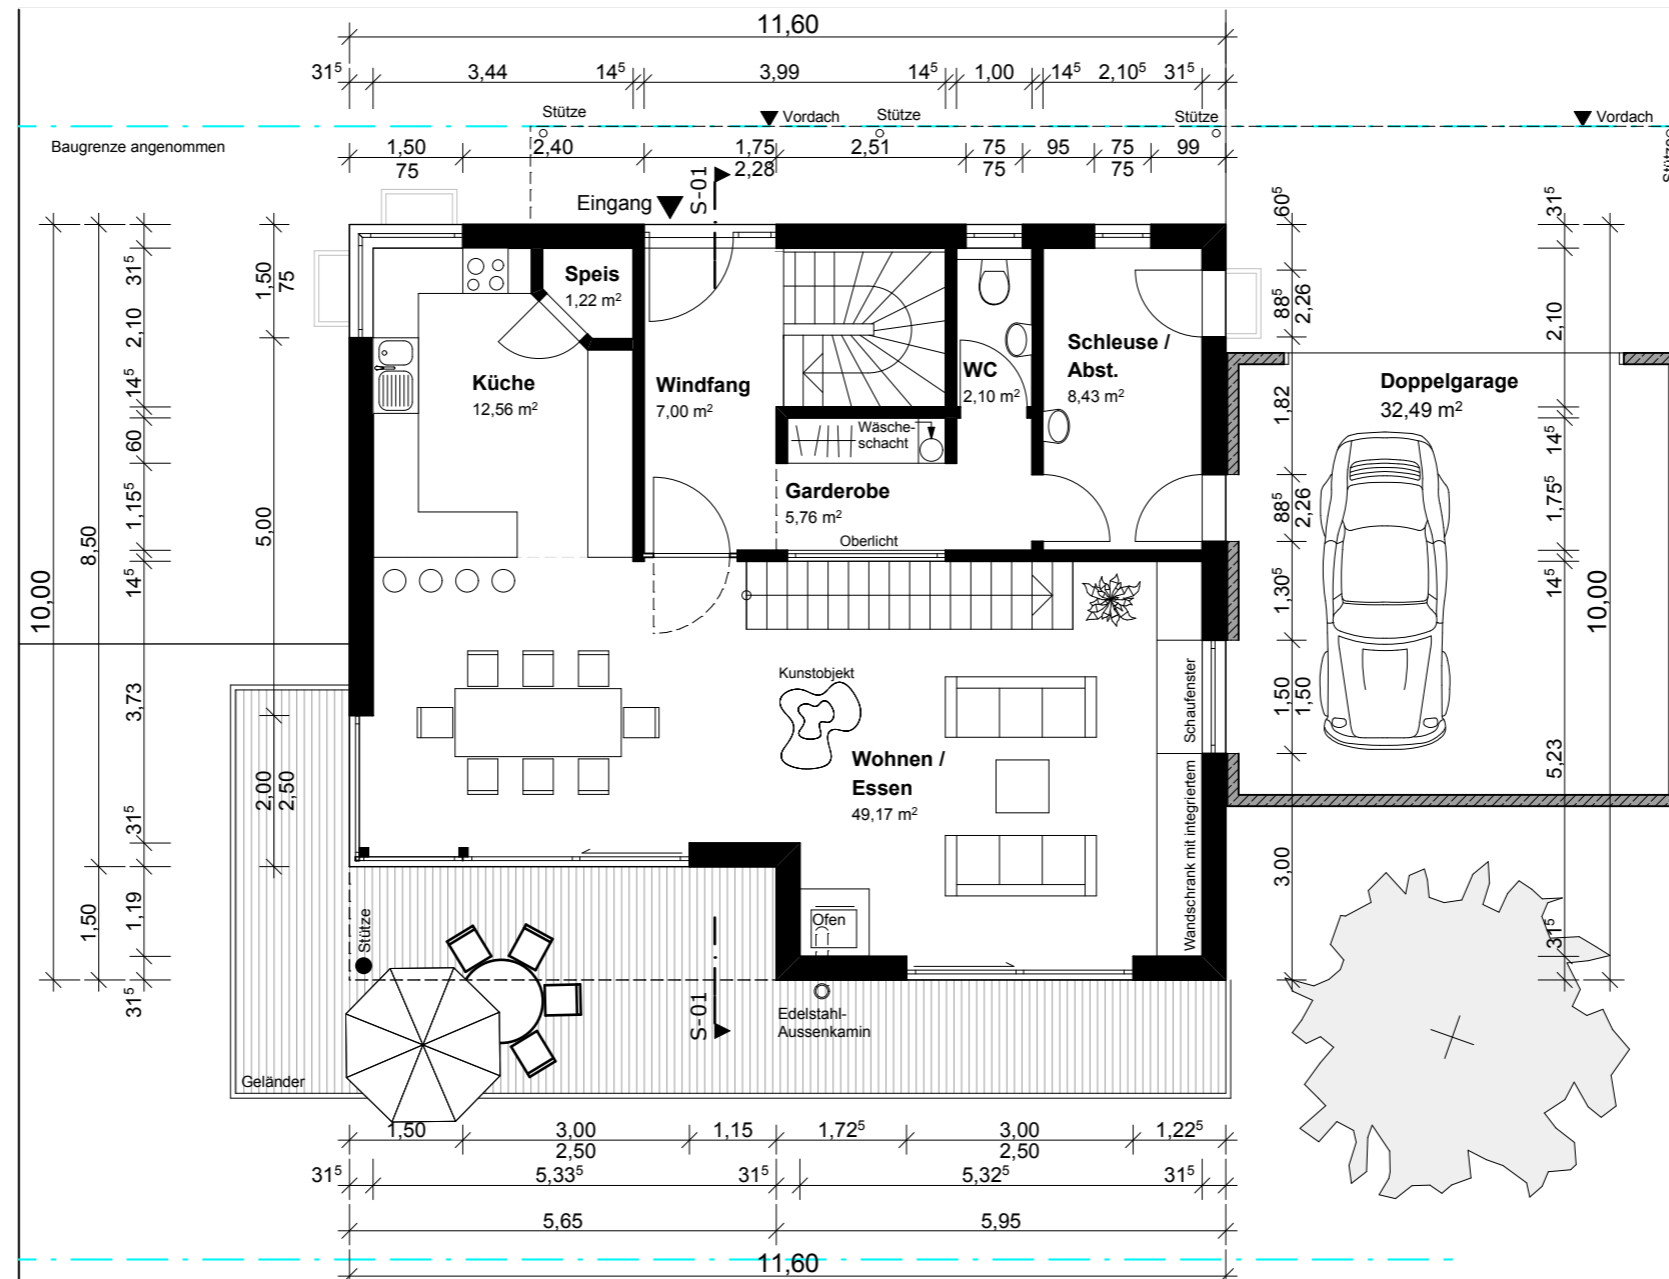 11,60
31⁵ 3,44 14⁵ 3,99 14⁵ 1,00 14⁵ 2,10⁵ 31⁵
Stütze Vordach Stütze Stütze Vordach
Baugrenze angenommen
1,50 2,40 1,75 2,51 75 95 75 99
75 2,28 75 75
Stütze
Eingang
S-01
10,00
8,50
1,50
31⁵
2,10
14⁵
60
1,15⁵
14⁵
3,73
31⁵
1,19
31⁵
1,50
75
5,00
2,00
2,50
Speis
1,22 m²
Küche
12,56 m²
Windfang
7,00 m²
WC
2,10 m²
Schleuse /
Abst.
8,43 m²
Wäsche-
schacht
Garderobe
5,76 m²
Oberlicht
Doppelgarage
32,49 m²
Kunstobjekt
Wohnen /
Essen
49,17 m²
Schaufenster
Wandschrank mit integriertem
Ofen
Stütze
S-01
Edelstahl-
Aussenkamin
Geländer
60⁵
88⁵
2,26
1,82
88⁵
2,26
1,30⁵
1,50
1,50
3,00
31⁵
2,10
14⁵
1,75⁵
14⁵
5,23
31⁵
10,00
1,50 3,00 1,15 1,72⁵ 3,00 1,22⁵
2,50 2,50
31⁵ 5,33⁵ 31⁵ 5,32⁵ 31⁵
5,65 5,95
11,60